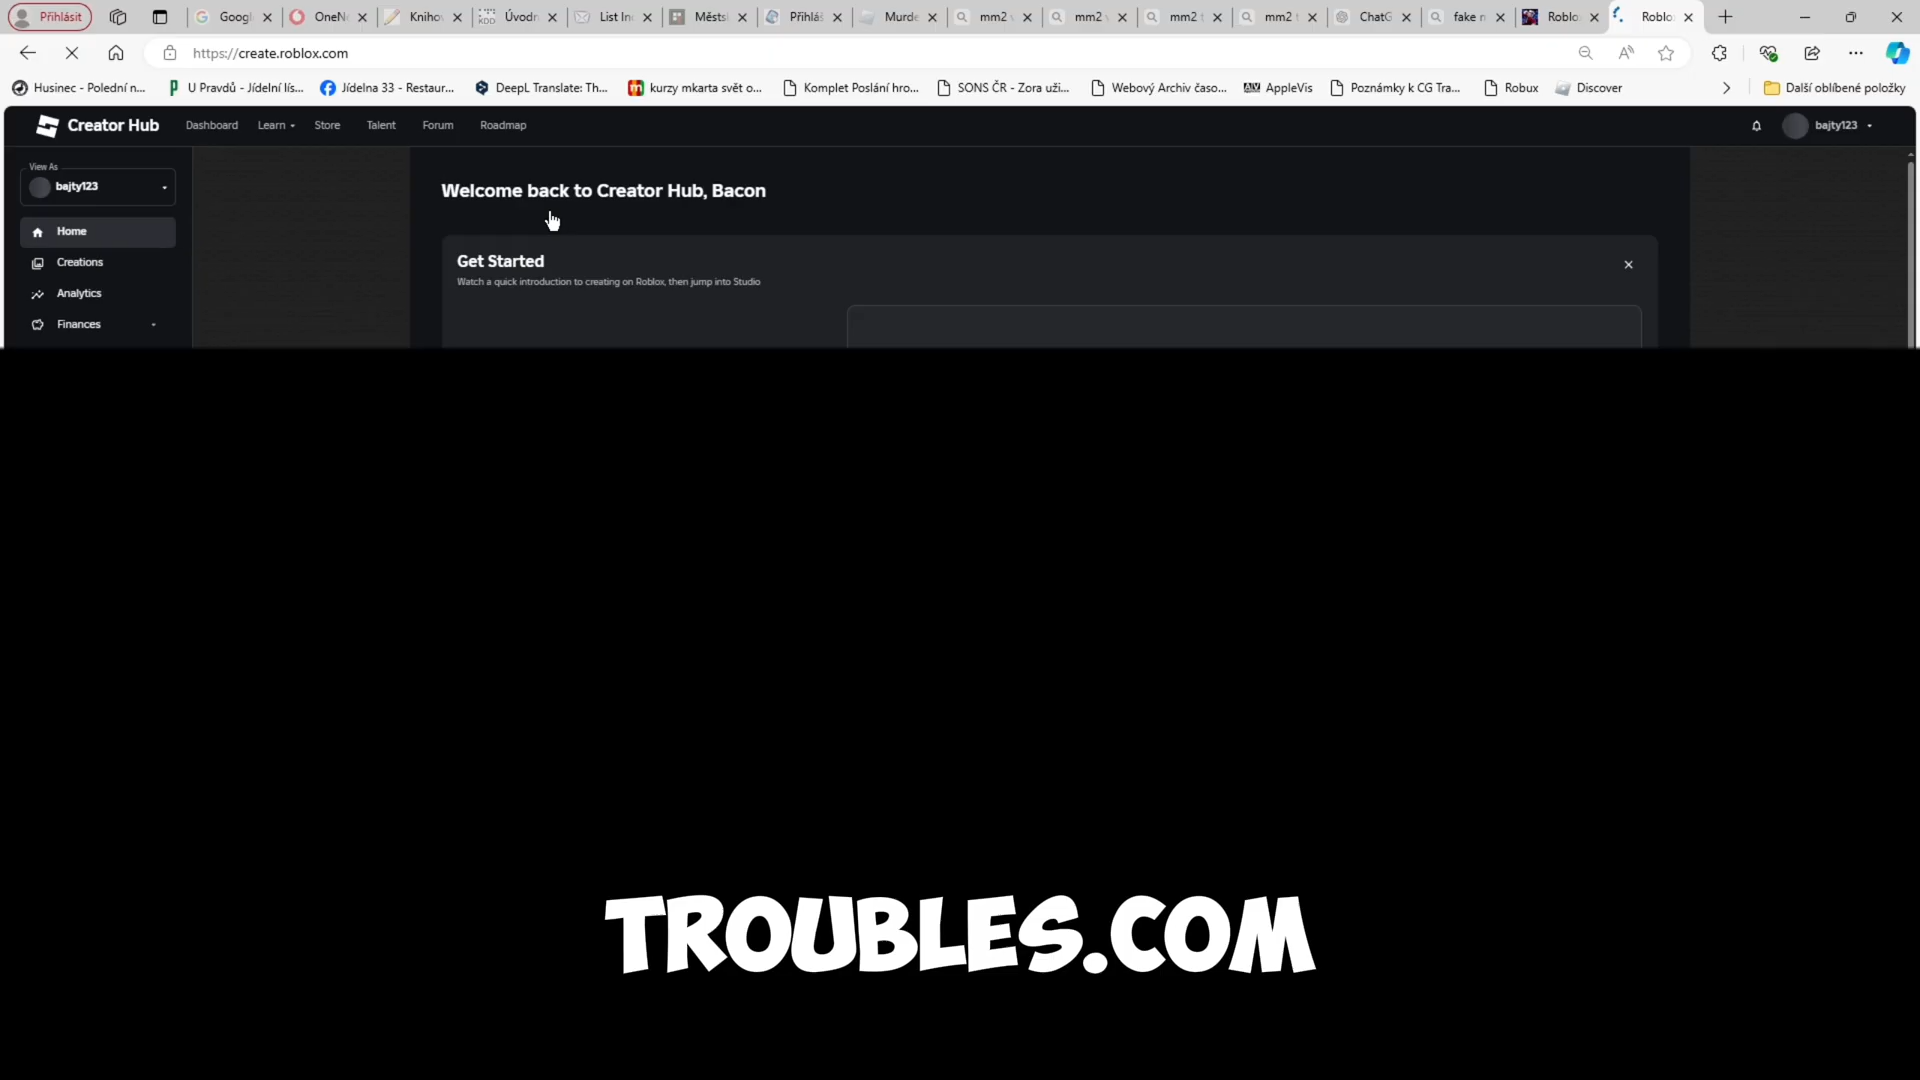 Přihlásit
Googl
OneNo
Kniho
Úvodn
List In
Městs
Přihlá
Murde
mm2 v
mm2 v
mm2 t
mm2 t
ChatG
fake n
Roblo
Roblo
https://create.roblox.com
Husinec - Polední n...
U Pravdů - Jídelní lís...
Jídelna 33 - Restaur...
DeepL Translate: Th...
kurzy mkarta svět o...
Komplet Poslání hro...
SONS ČR - Zora uži...
Webový Archiv časo...
AppleVis
Poznámky k CG Tra...
Robux
Discover
Další oblíbené položky
Creator Hub
Dashboard
Learn
Store
Talent
Forum
Roadmap
bajty123
View As
bajty123
Welcome back to Creator Hub, Bacon
Home
Creations
Analytics
Finances
Get Started
Watch a quick introduction to creating on Roblox, then jump into Studio
TROUBLES.COM